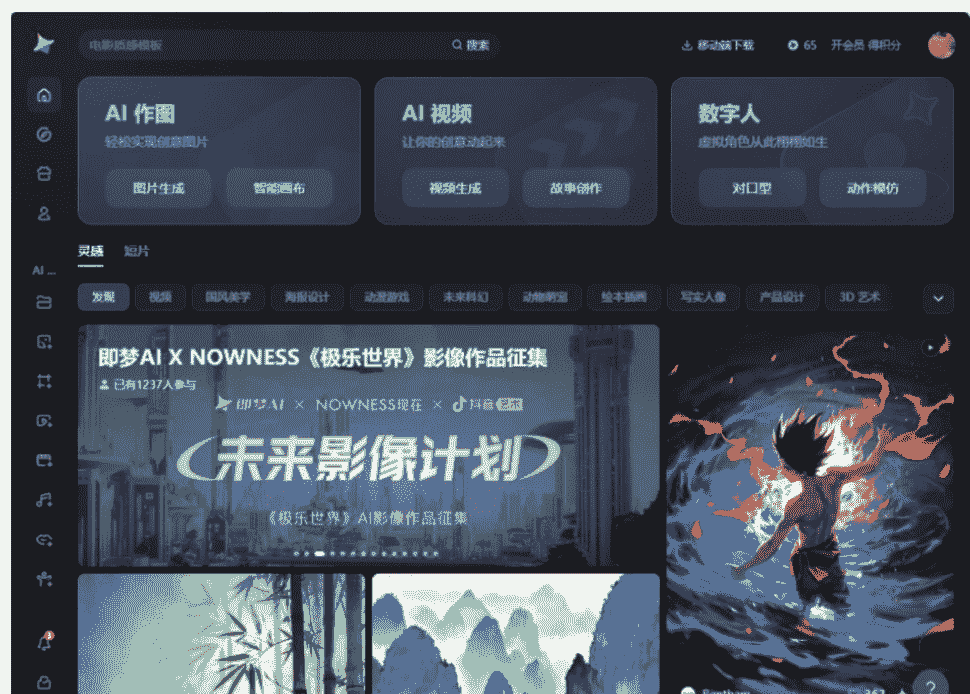 电影质感模板
搜索
移动端下载
65
开会员 得积分
AI 作图
轻松实现创意图片
图片生成
智能画布
AI 视频
让你的创意动起来
视频生成
故事创作
数字人
虚拟角色从此栩栩如生
对口型
动作模仿
AI ...
灵感
短片
发现
视频
国风美学
海报设计
动漫游戏
未来科幻
动物萌宠
绘本插画
写实人像
产品设计
3D 艺术
即梦AI X NOWNESS《极乐世界》影像作品征集
已有1237人参与
即梦AI × NOWNESS现在 × 抖音艺术
未来影像计划
《极乐世界》AI影像作品征集